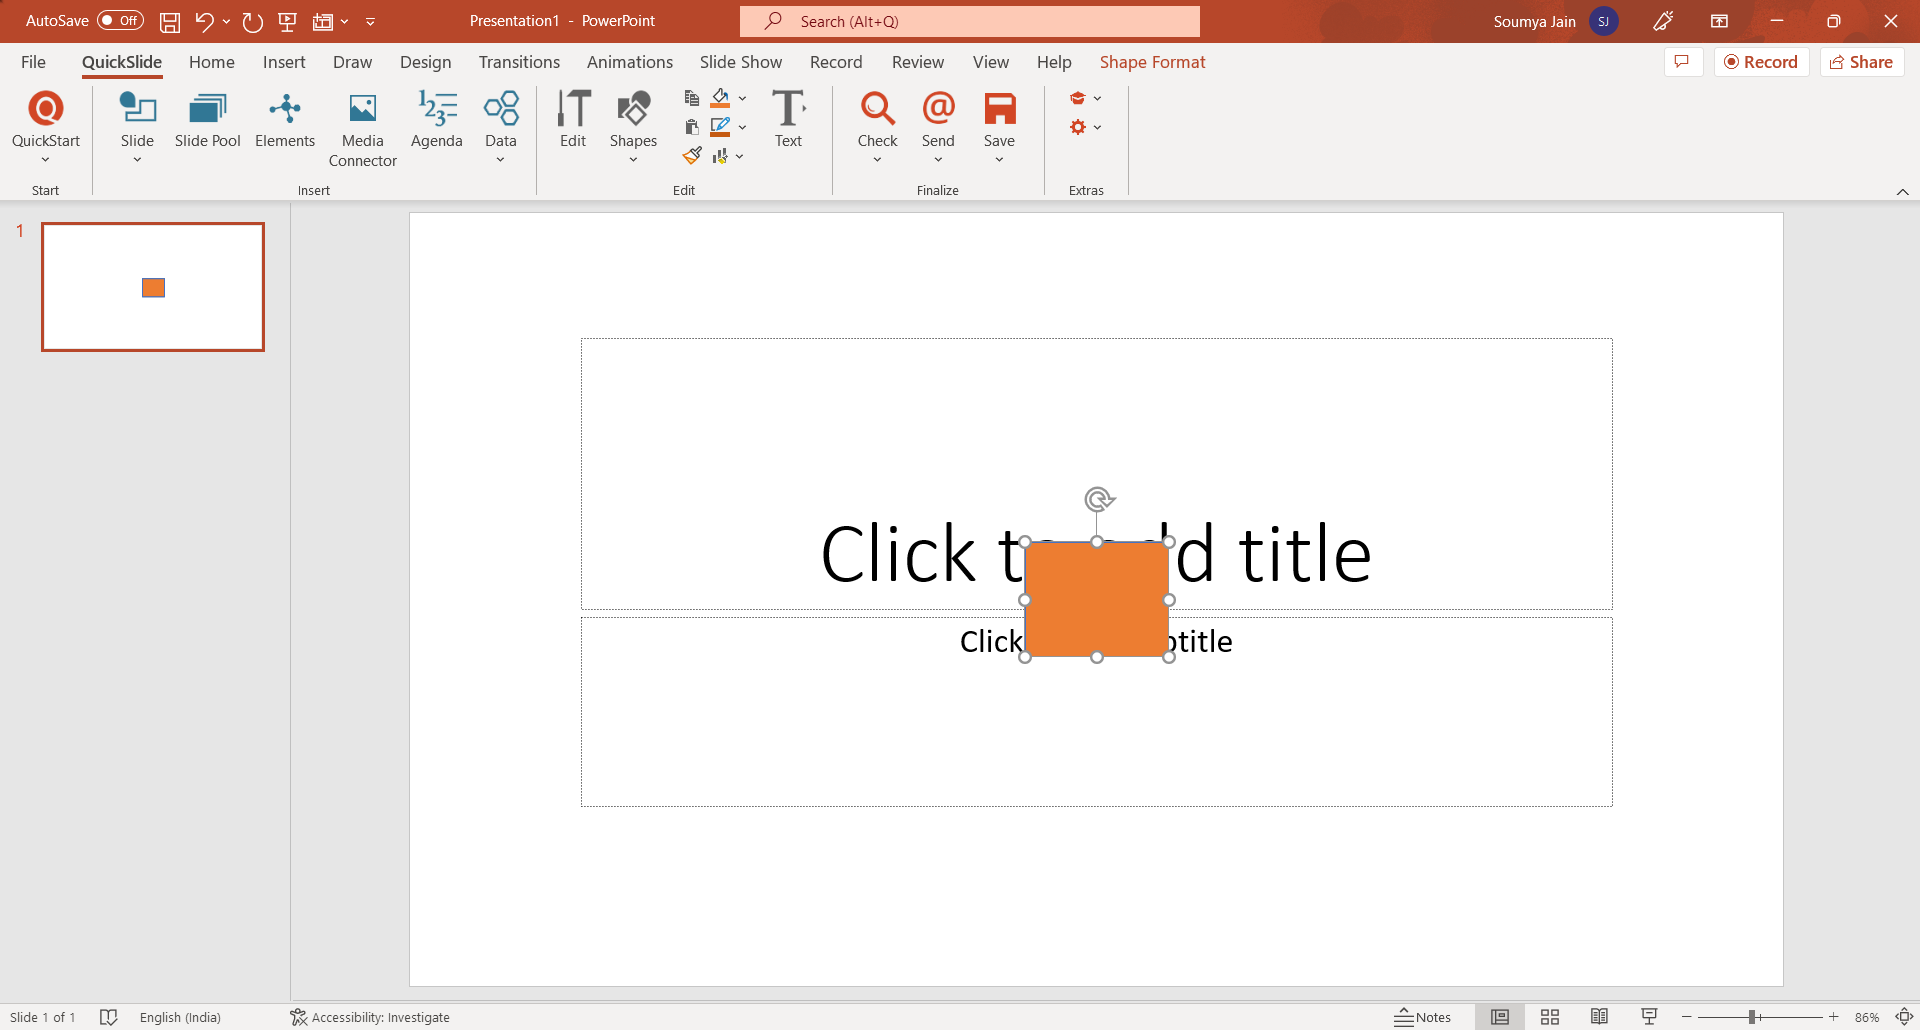 AutoSave Off Presentation1 - PowerPoint Search (Alt+Q) Soumya Jain SJ
File QuickSlide Home Insert Draw Design Transitions Animations Slide Show Record Review View Help Shape Format Record Share
QuickStart Slide Slide Pool Elements Media Connector Agenda Data Edit Shapes Text Check Send Save
Start Insert Edit Finalize Extras
1
Click to add title
Click btitle
Slide 1 of 1 English (India) Accessibility: Investigate Notes 86%